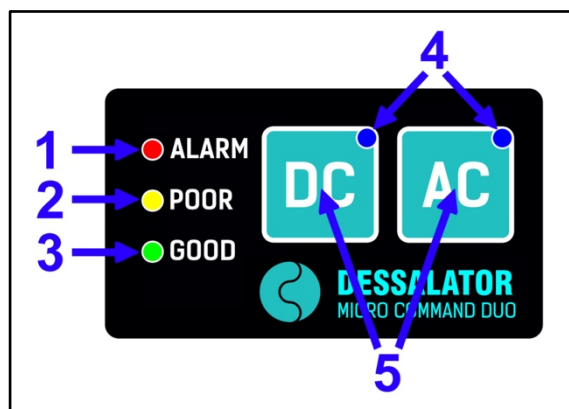 4
1 ALARM
2 POOR
3 GOOD
DC AC
DESSALATOR
MICRO COMMAND DUO
5